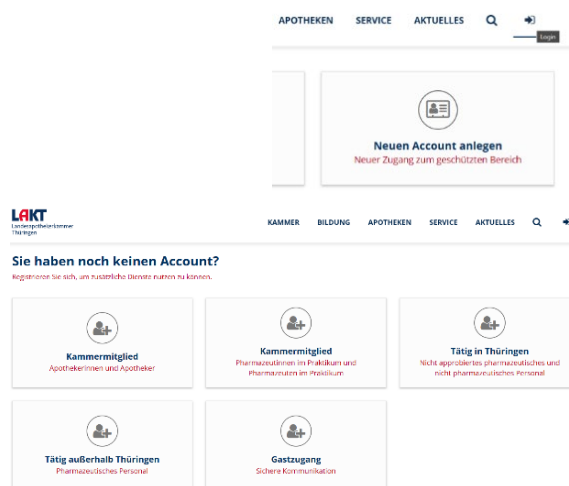 APOTHEKEN SERVICE AKTUELLES
Login
Neuen Account anlegen
Neuer Zugang zum geschützten Bereich
LAKT
Landesapothekerkammer
Thüringen
KAMMER BILDUNG APOTHEKEN SERVICE AKTUELLES
Sie haben noch keinen Account?
Registrieren Sie sich, um zusätzliche Dienste nutzen zu können.
Kammermitglied
Apothekerinnen und Apotheker
Kammermitglied
Pharmazeutinnen im Praktikum und
Pharmazeuten im Praktikum
Tätig in Thüringen
Nicht approbiertes pharmazeutisches und
nicht pharmazeutisches Personal
Tätig außerhalb Thüringen
Pharmazeutisches Personal
Gastzugang
Sichere Kommunikation